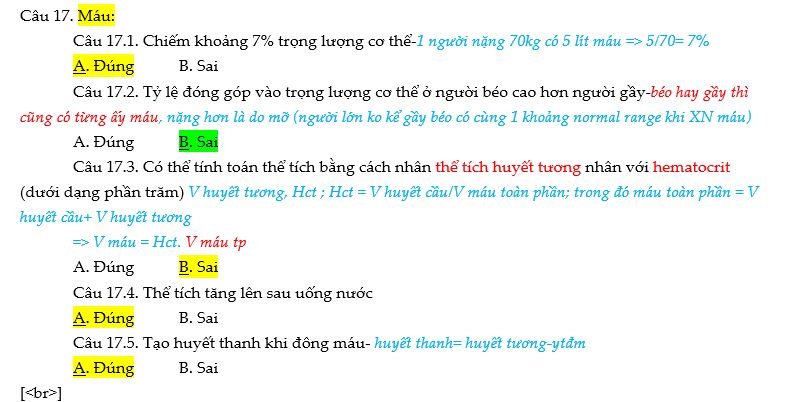 Câu 17. Máu:
Câu 17.1. Chiếm khoảng 7% trọng lượng cơ thể-1 người nặng 70kg có 5 lít máu => 5/70= 7%
A. Đúng B. Sai
Câu 17.2. Tỷ lệ đóng góp vào trọng lượng cơ thể ở người béo cao hơn người gầy-béo hay gầy thì
cũng có từng ấy máu, nặng hơn là do mỡ (người lớn ko kể gầy béo có cùng 1 khoảng normal range khi XN máu)
A. Đúng B. Sai
Câu 17.3. Có thể tính toán thể tích bằng cách nhân thể tích huyết tương nhân với hematocrit
(dưới dạng phần trăm) V huyết tương, Hct ; Hct = V huyết cầu/V máu toàn phần; trong đó máu toàn phần = V
huyết cầu+ V huyết tương
=> V máu = Hct. V máu tp
A. Đúng B. Sai
Câu 17.4. Thể tích tăng lên sau uống nước
A. Đúng B. Sai
Câu 17.5. Tạo huyết thanh khi đông máu- huyết thanh= huyết tương-ytđm
A. Đúng B. Sai
[<br>]